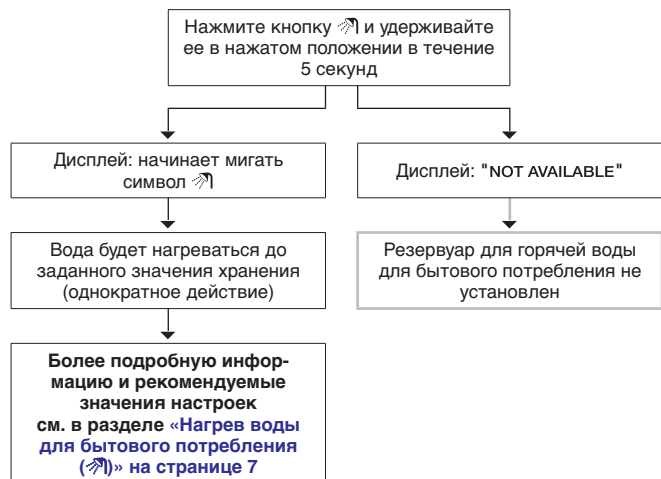 Нажмите кнопку и удерживайте
ее в нажатом положении в течение
5 секунд
Дисплей: начинает мигать
символ
Дисплей: "NOT AVAILABLE"
Вода будет нагреваться до
заданного значения хранения
(однократное действие)
Резервуар для горячей воды
для бытового потребления не
установлен
Более подробную инфор-
мацию и рекомендуемые
значения настроек
см. в разделе «Нагрев воды
для бытового потребления
()» на странице 7